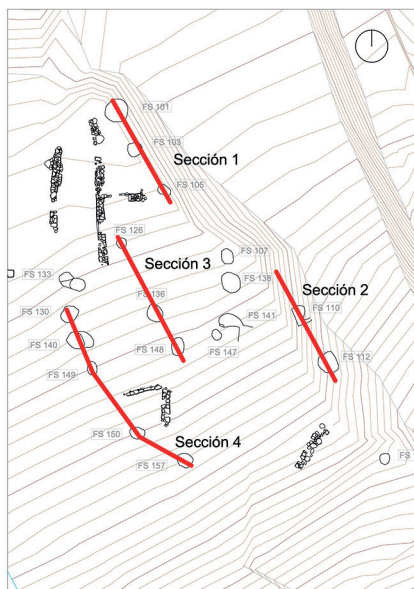 FS 101
FS 103
Sección 1
FS 105
FS 126
FS 107
Sección 3
FS 133
FS 138
Sección 2
FS 136
FS 110
FS 130
FS 141
FS 140
FS 148
FS 147
FS 112
FS 149
FS 150
Sección 4
FS 157
FS